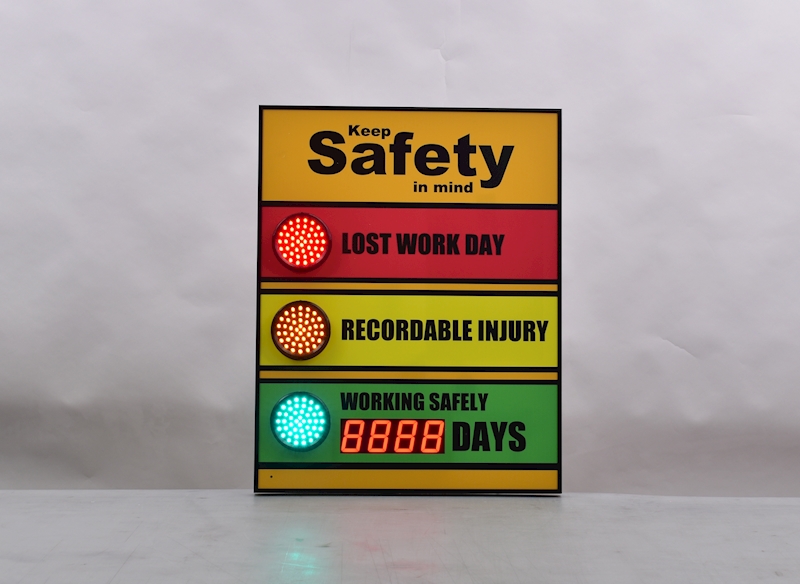 Keep
Safety
in mind
LOST WORK DAY
RECORDABLE INJURY
WORKING SAFELY
8888 DAYS